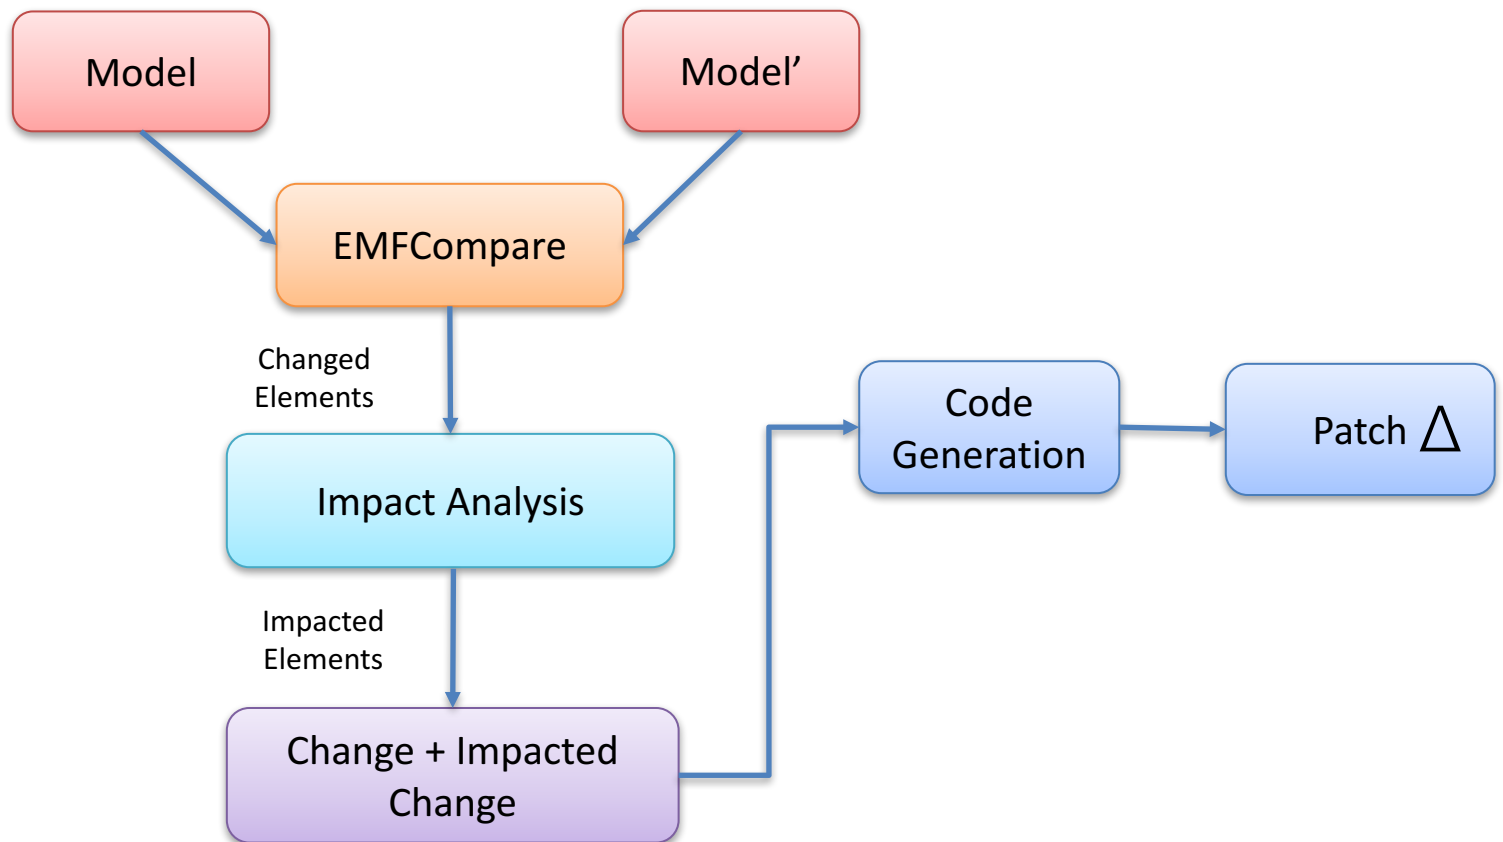 Model
Model’
EMFCompare
Changed
Elements
Impact Analysis
Impacted
Elements
Change + Impacted
Change
Code
Generation
Patch Δ